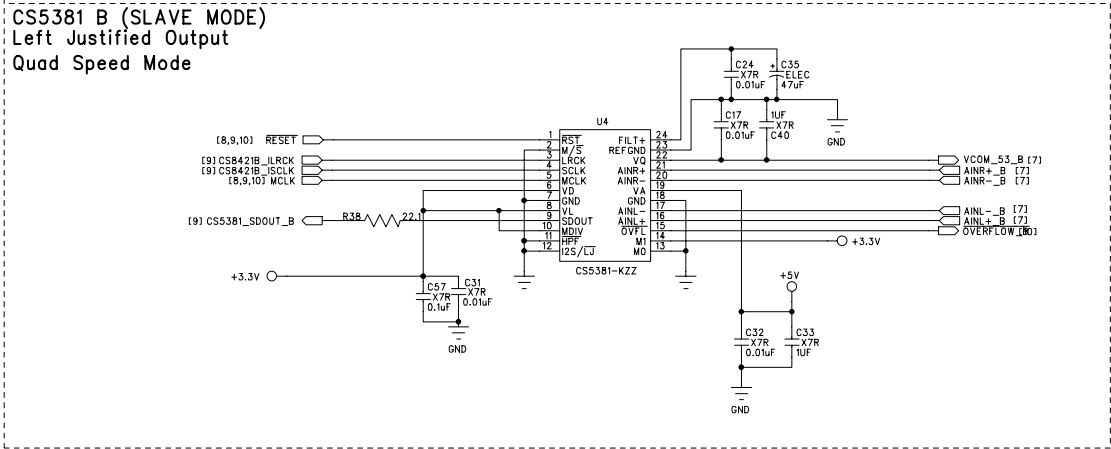 CS5381 B (SLAVE MODE)
Left Justified Output
Quad Speed Mode
C24
X7R
0.01uF
+ C35
ELEC
47uF
C17
X7R
0.01uF
1UF
X7R
C40
GND
U4
[8,9,10] RESET
[9] CS8421B_ILRCK
[9] CS8421B_ISCLK
[8,9,10] MCLK
[9] CS5381_SDOUT_B
R38
22.1
1 RST
2 M/S
3 LRCK
4 SCLK
5 MCLK
6 VD
7 GND
8 VL
9 SDOUT
10 MDIV
11 HPF
12 I2S/LJ
FILT+ 24
REFGND 23
VQ 22
AINR+ 21
AINR- 20
VA 19
GND 18
AINL- 17
AINL+ 16
OVFL 15
M1 14
M0 13
CS5381-KZZ
VCOM_53_B [7]
AINR+_B [7]
AINR-_B [7]
AINL-_B [7]
AINL+_B [7]
OVERFLOW
+3.3V
+3.3V
C57
X7R
0.1uF
C31
X7R
0.01uF
GND
+5V
C32
X7R
0.01uF
C33
X7R
1UF
GND